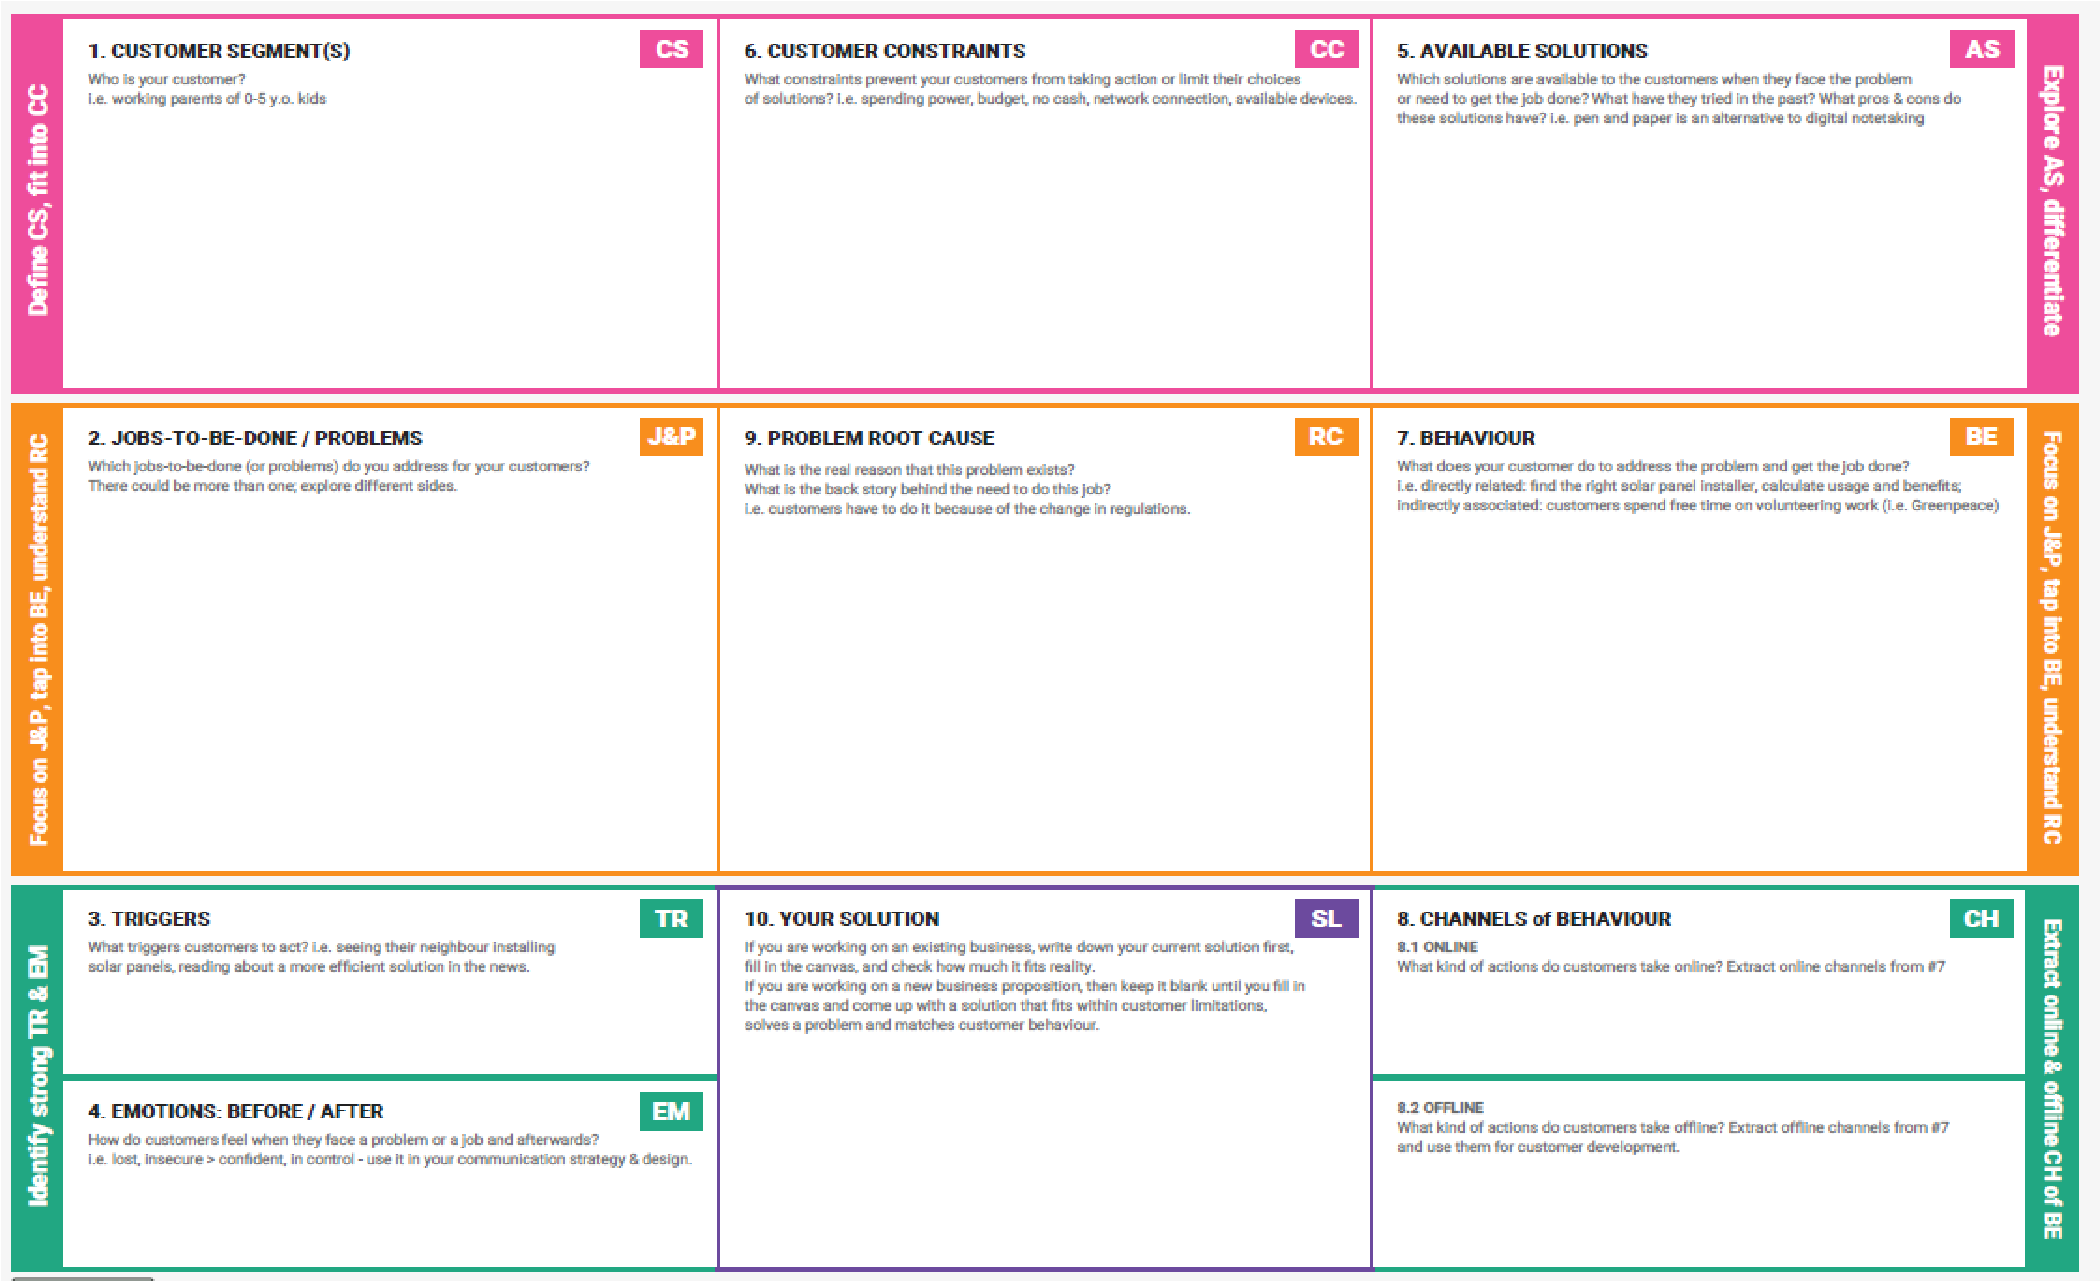 Define CS, fit into CC
1. CUSTOMER SEGMENT(S)
CS
Who is your customer?
i.e. working parents of 0-5 y.o. kids
6. CUSTOMER CONSTRAINTS
CC
What constraints prevent your customers from taking action or limit their choices
of solutions? i.e. spending power, budget, no cash, network connection, available devices.
5. AVAILABLE SOLUTIONS
AS
Which solutions are available to the customers when they face the problem
or need to get the job done? What have they tried in the past? What pros & cons do
these solutions have? i.e. pen and paper is an alternative to digital notetaking
Explore AS, differentiate
Focus on J&P, tap into BE, understand RC
2. JOBS-TO-BE-DONE / PROBLEMS
J&P
Which jobs-to-be-done (or problems) do you address for your customers?
There could be more than one; explore different sides.
9. PROBLEM ROOT CAUSE
RC
What is the real reason that this problem exists?
What is the back story behind the need to do this job?
i.e. customers have to do it because of the change in regulations.
7. BEHAVIOUR
BE
What does your customer do to address the problem and get the job done?
i.e. directly related: find the right solar panel installer, calculate usage and benefits;
indirectly associated: customers spend free time on volunteering work (i.e. Greenpeace)
Focus on J&P, tap into BE, understand RC
Identify strong TR & EM
3. TRIGGERS
TR
What triggers customers to act? i.e. seeing their neighbour installing
solar panels, reading about a more efficient solution in the news.
4. EMOTIONS: BEFORE / AFTER
EM
How do customers feel when they face a problem or a job and afterwards?
i.e. lost, insecure > confident, in control - use it in your communication strategy & design.
10. YOUR SOLUTION
SL
If you are working on an existing business, write down your current solution first,
fill in the canvas, and check how much it fits reality.
If you are working on a new business proposition, then keep it blank until you fill in
the canvas and come up with a solution that fits within customer limitations,
solves a problem and matches customer behaviour.
8. CHANNELS of BEHAVIOUR
CH
8.1 ONLINE
What kind of actions do customers take online? Extract online channels from #7
8.2 OFFLINE
What kind of actions do customers take offline? Extract offline channels from #7
and use them for customer development.
Extract online & offline CH of BE